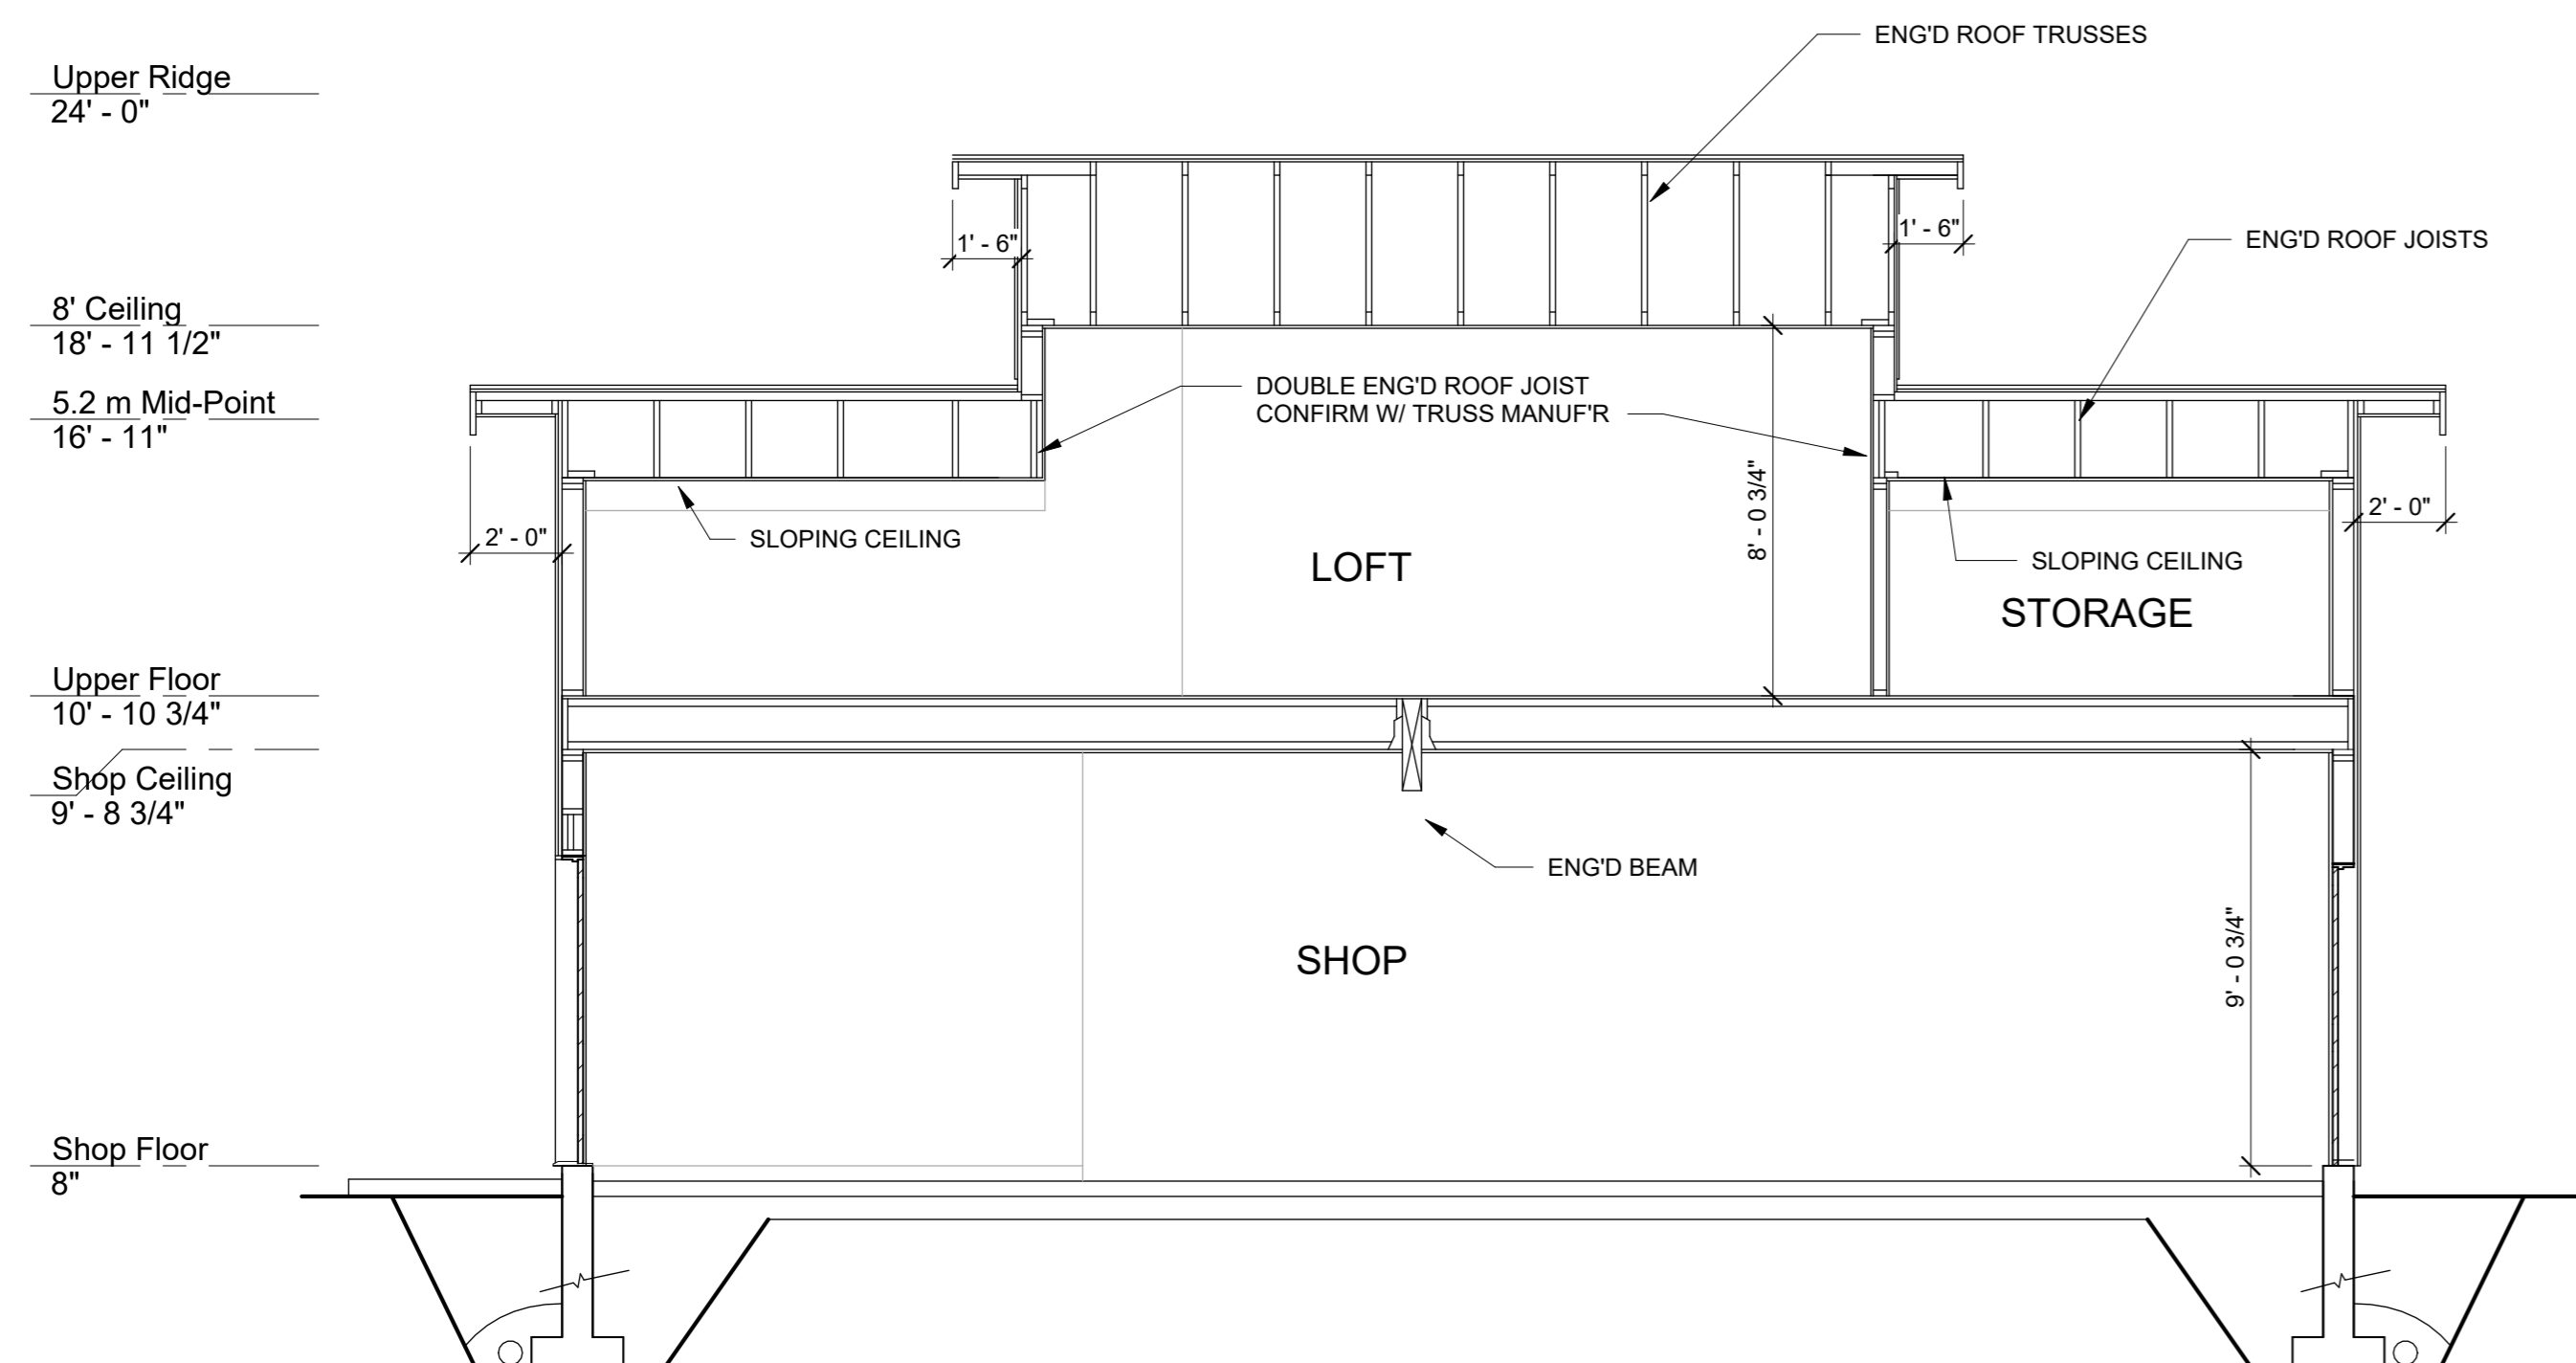 ENG'D ROOF TRUSSES
Upper Ridge
24' - 0"
1' - 6"
1' - 6"
ENG'D ROOF JOISTS
8' Ceiling
18' - 11 1/2"
5.2 m Mid-Point
16' - 11"
DOUBLE ENG'D ROOF JOIST
CONFIRM W/ TRUSS MANUF'R
8' - 0 3/4"
2' - 0"
SLOPING CEILING
2' - 0"
SLOPING CEILING
LOFT
STORAGE
Upper Floor
10' - 10 3/4"
Shop Ceiling
9' - 8 3/4"
ENG'D BEAM
SHOP
9' - 0 3/4"
Shop Floor
8"